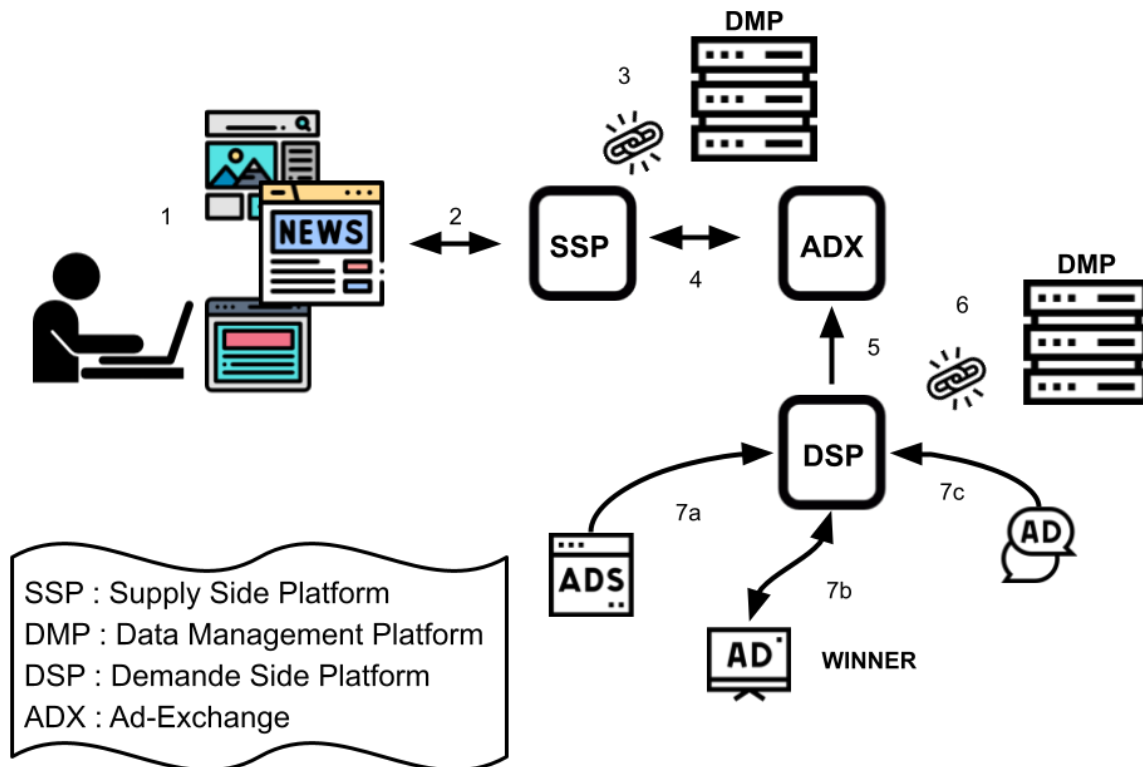 DMP
3
1
NEWS
2
SSP
ADX
4
DMP
6
5
DSP
7a
7c
ADS
AD
7b
AD
WINNER
SSP : Supply Side Platform
DMP : Data Management Platform
DSP : Demande Side Platform
ADX : Ad-Exchange